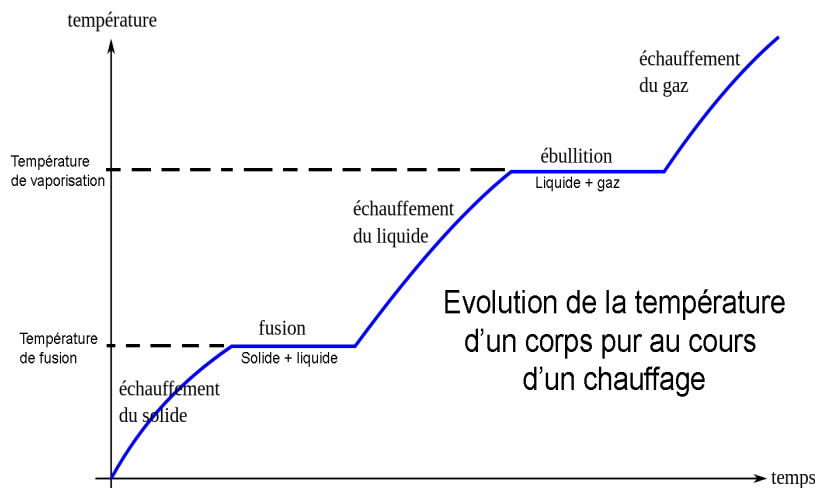 température
échauffement
du gaz
Température
de vaporisation
ébullition
Liquide + gaz
échauffement
du liquide
Evolution de la température
d'un corps pur au cours
d'un chauffage
Température
de fusion
fusion
Solide + liquide
échauffement
du solide
temps